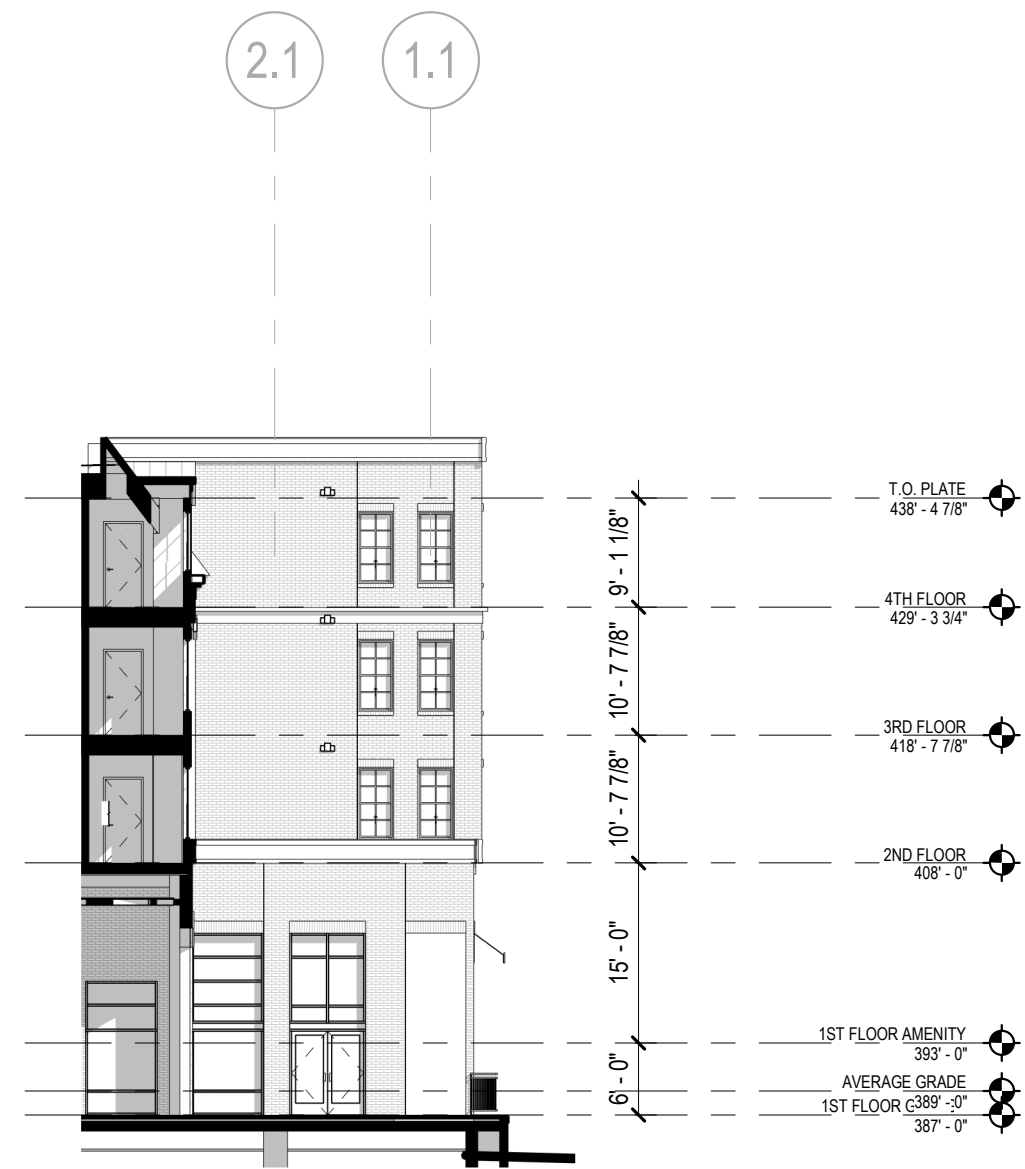 2.1
1.1
T.O. PLATE
438' - 4 7/8"
9' - 1 1/8"
4TH FLOOR
429' - 3 3/4"
10' - 7 7/8"
3RD FLOOR
418' - 7 7/8"
10' - 7 7/8"
2ND FLOOR
408' - 0"
15' - 0"
1ST FLOOR AMENITY
393' - 0"
6' - 0"
AVERAGE GRADE
389' - 0"
1ST FLOOR
387' - 0"